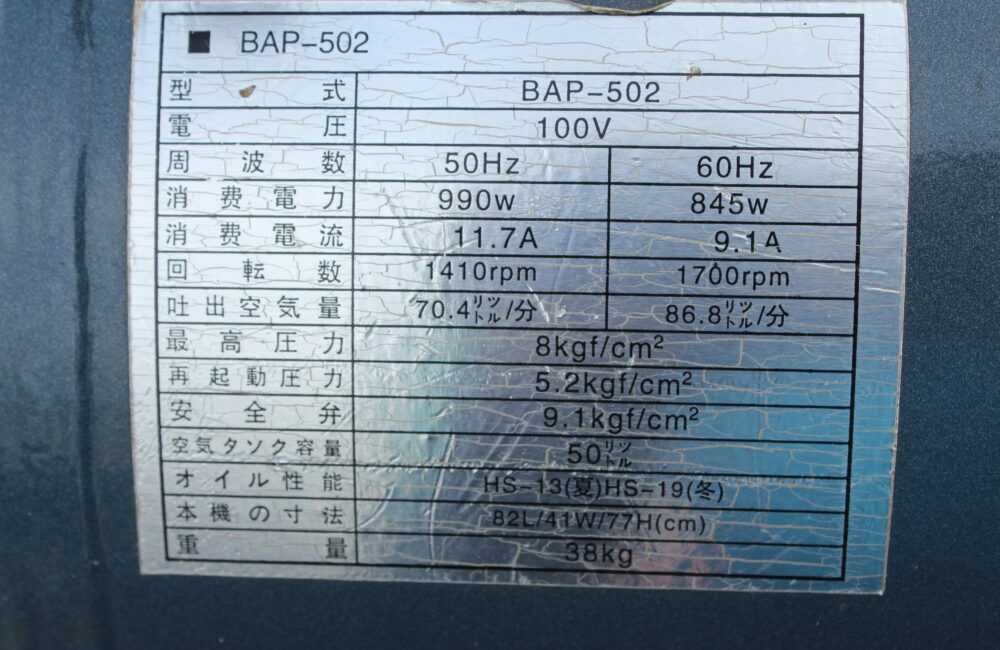 ■ BAP-502
型式 BAP-502
電圧 100V
周波数 50Hz 60Hz
消費電力 990w 845w
消費電流 11.7A 9.1A
回転数 1410rpm 1700rpm
吐出空気量 70.4リットル/分 86.8リットル/分
最高圧力 8kgf/cm²
再起動圧力 5.2kgf/cm²
安全弁 9.1kgf/cm²
空気タソク容量 50リットル
オイル性能 HS-13(夏)HS-19(冬)
本機の寸法 82L/41W/77H(cm)
重量 38kg